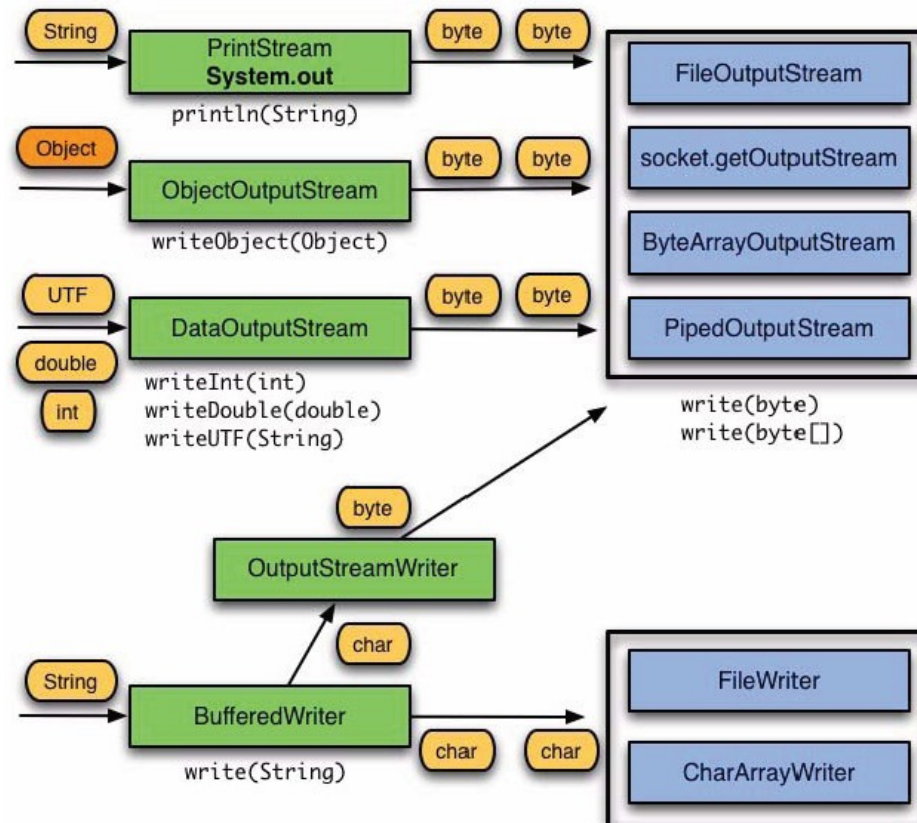 String
PrintStream
System.out
byte
byte
println(String)
Object
ObjectOutputStream
byte
byte
writeObject(Object)
UTF
double
int
DataOutputStream
byte
byte
writeInt(int)
writeDouble(double)
writeUTF(String)
FileOutputStream
socket.getOutputStream
ByteArrayOutputStream
PipedOutputStream
write(byte)
write(byte[])
byte
OutputStreamWriter
char
String
BufferedWriter
write(String)
char
char
FileWriter
CharArrayWriter